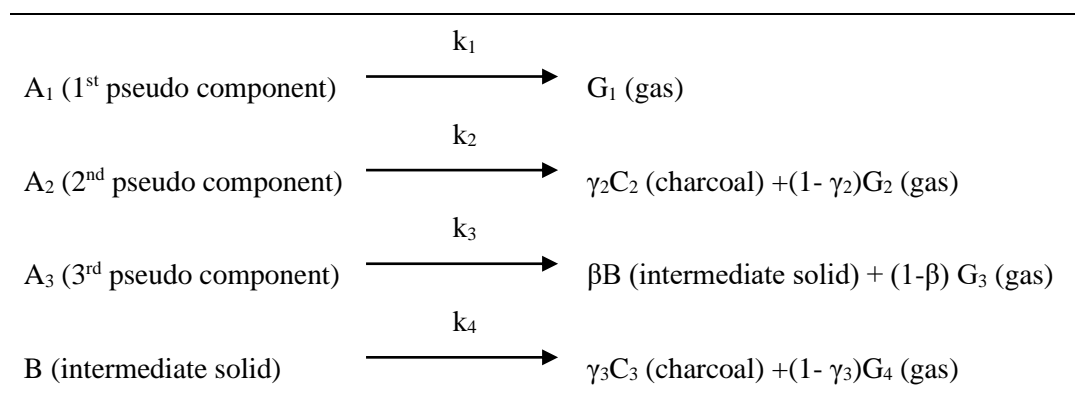 k₁
A₁ (1ˢᵗ pseudo component) G₁ (gas)
k₂
A₂ (2ⁿᵈ pseudo component) γ₂C₂ (charcoal) +(1- γ₂)G₂ (gas)
k₃
A₃ (3ʳᵈ pseudo component) βB (intermediate solid) + (1-β) G₃ (gas)
k₄
B (intermediate solid) γ₃C₃ (charcoal) +(1- γ₃)G₄ (gas)